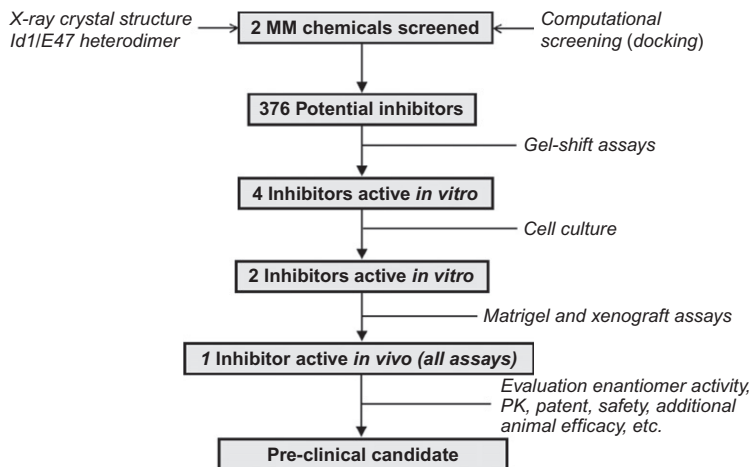 X-ray crystal structure
Id1/E47 heterodimer
2 MM chemicals screened
Computational
screening (docking)
376 Potential inhibitors
Gel-shift assays
4 Inhibitors active in vitro
Cell culture
2 Inhibitors active in vitro
Matrigel and xenograft assays
1 Inhibitor active in vivo (all assays)
Evaluation enantiomer activity,
PK, patent, safety, additional
animal efficacy, etc.
Pre-clinical candidate